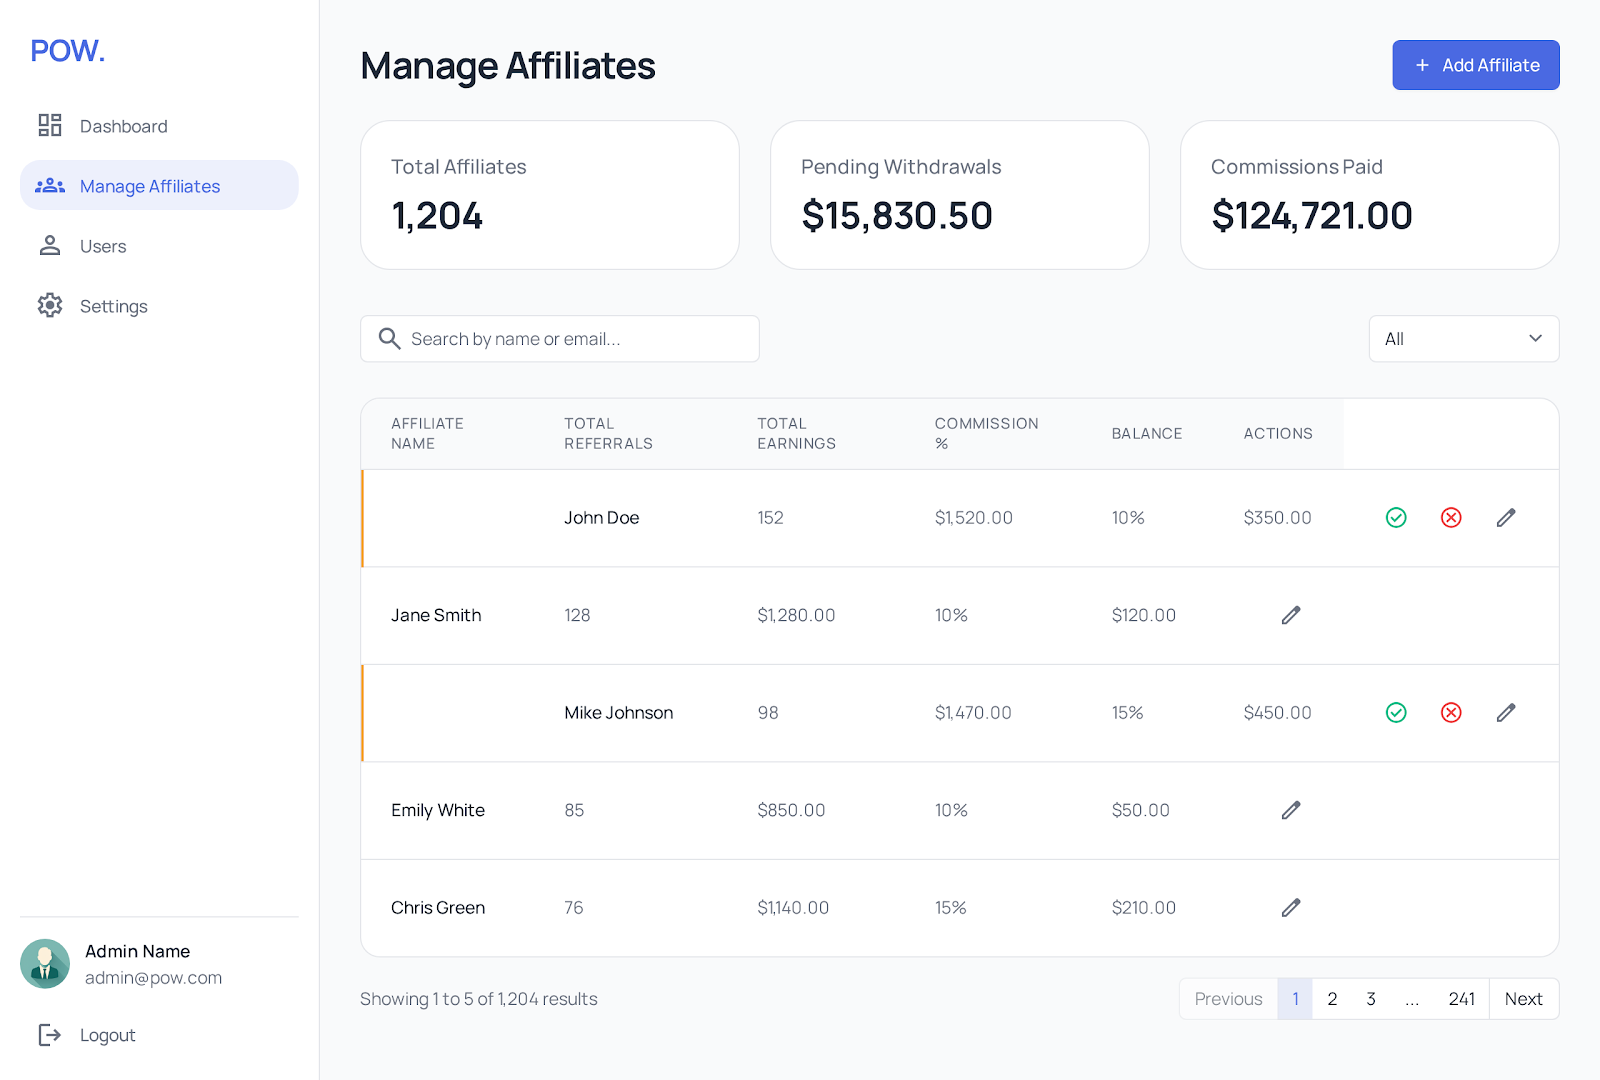 POW.
Dashboard
Manage Affiliates
Users
Settings
Admin Name
admin@pow.com
Logout
Manage Affiliates
+ Add Affiliate
Total Affiliates
1,204
Pending Withdrawals
$15,830.50
Commissions Paid
$124,721.00
Search by name or email...
All
AFFILIATE NAME TOTAL REFERRALS TOTAL EARNINGS COMMISSION % BALANCE ACTIONS
John Doe 152 $1,520.00 10% $350.00
Jane Smith 128 $1,280.00 10% $120.00
Mike Johnson 98 $1,470.00 15% $450.00
Emily White 85 $850.00 10% $50.00
Chris Green 76 $1,140.00 15% $210.00
Showing 1 to 5 of 1,204 results
Previous 1 2 3 ... 241 Next